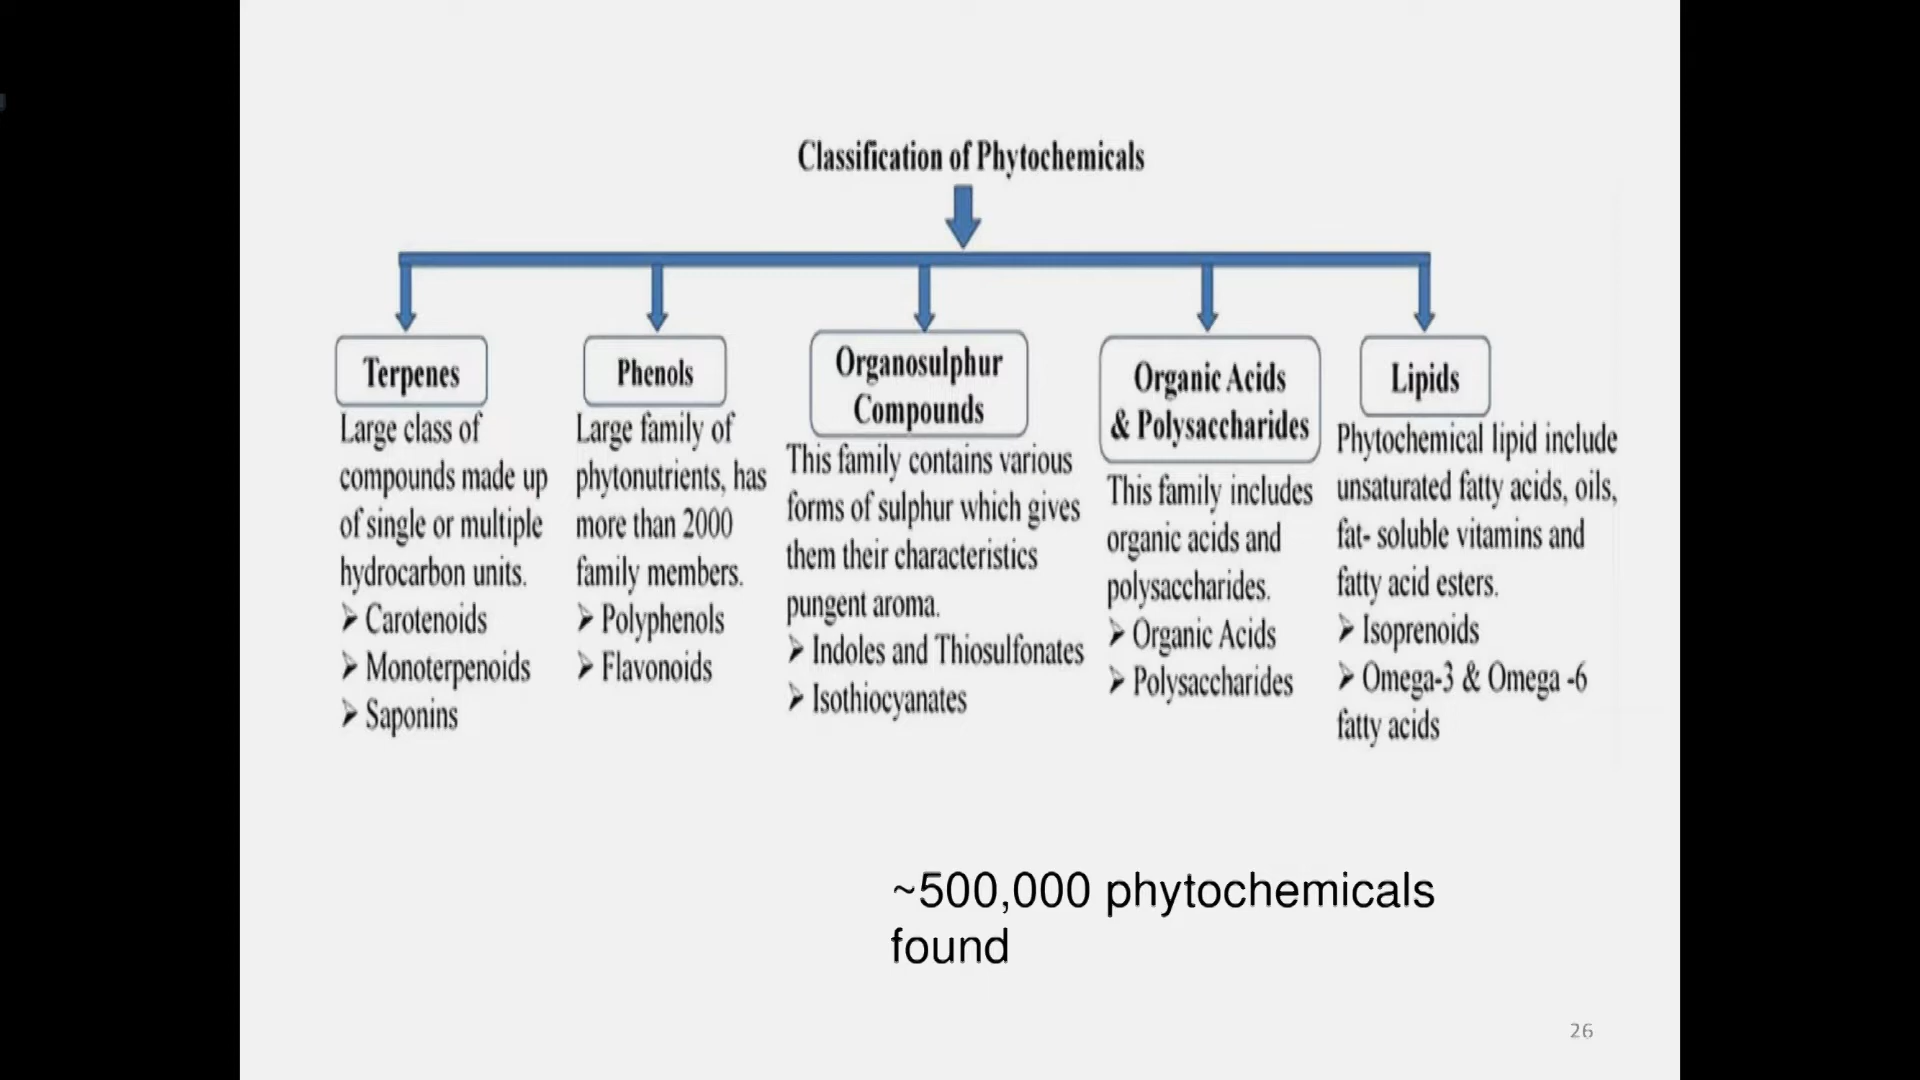 Classification of Phytochemicals
Terpenes
Large class of
compounds made up
of single or multiple
hydrocarbon units.
➢ Carotenoids
➢ Monoterpenoids
➢ Saponins
Phenols
Large family of
phytonutrients, has
more than 2000
family members.
➢ Polyphenols
➢ Flavonoids
Organosulphur
Compounds
This family contains various
forms of sulphur which gives
them their characteristics
pungent aroma.
➢ Indoles and Thiosulfonates
➢ Isothiocyanates
Organic Acids
& Polysaccharides
This family includes
organic acids and
polysaccharides.
➢ Organic Acids
➢ Polysaccharides
Lipids
Phytochemical lipid include
unsaturated fatty acids, oils,
fat- soluble vitamins and
fatty acid esters.
➢ Isoprenoids
➢ Omega-3 & Omega -6
fatty acids
~500,000 phytochemicals
found
26